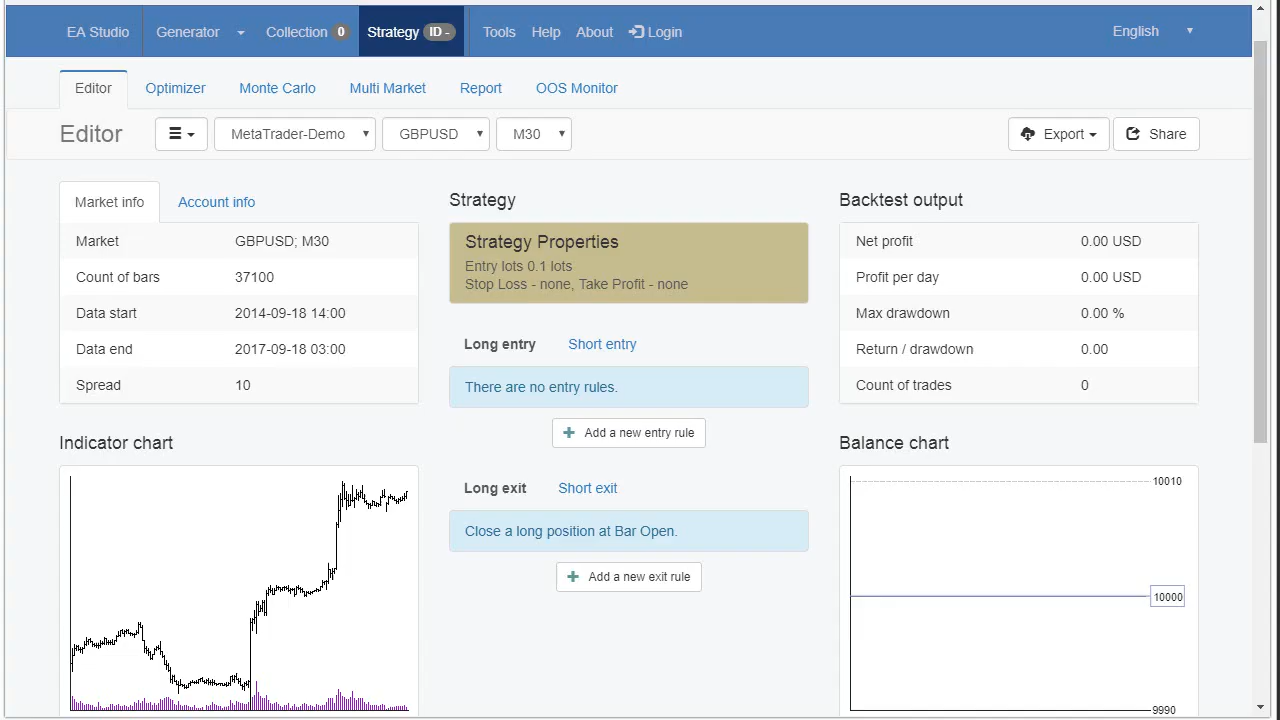 EA Studio Generator Collection 0 Strategy ID - Tools Help About Login English
Editor Optimizer Monte Carlo Multi Market Report OOS Monitor
Editor MetaTrader-Demo GBPUSD M30 Export Share
Market info Account info
Market GBPUSD; M30
Count of bars 37100
Data start 2014-09-18 14:00
Data end 2017-09-18 03:00
Spread 10
Indicator chart
Strategy
Strategy Properties
Entry lots 0.1 lots
Stop Loss - none, Take Profit - none
Long entry Short entry
There are no entry rules.
Add a new entry rule
Long exit Short exit
Close a long position at Bar Open.
Add a new exit rule
Backtest output
Net profit 0.00 USD
Profit per day 0.00 USD
Max drawdown 0.00 %
Return / drawdown 0.00
Count of trades 0
Balance chart
10010
10000
9990